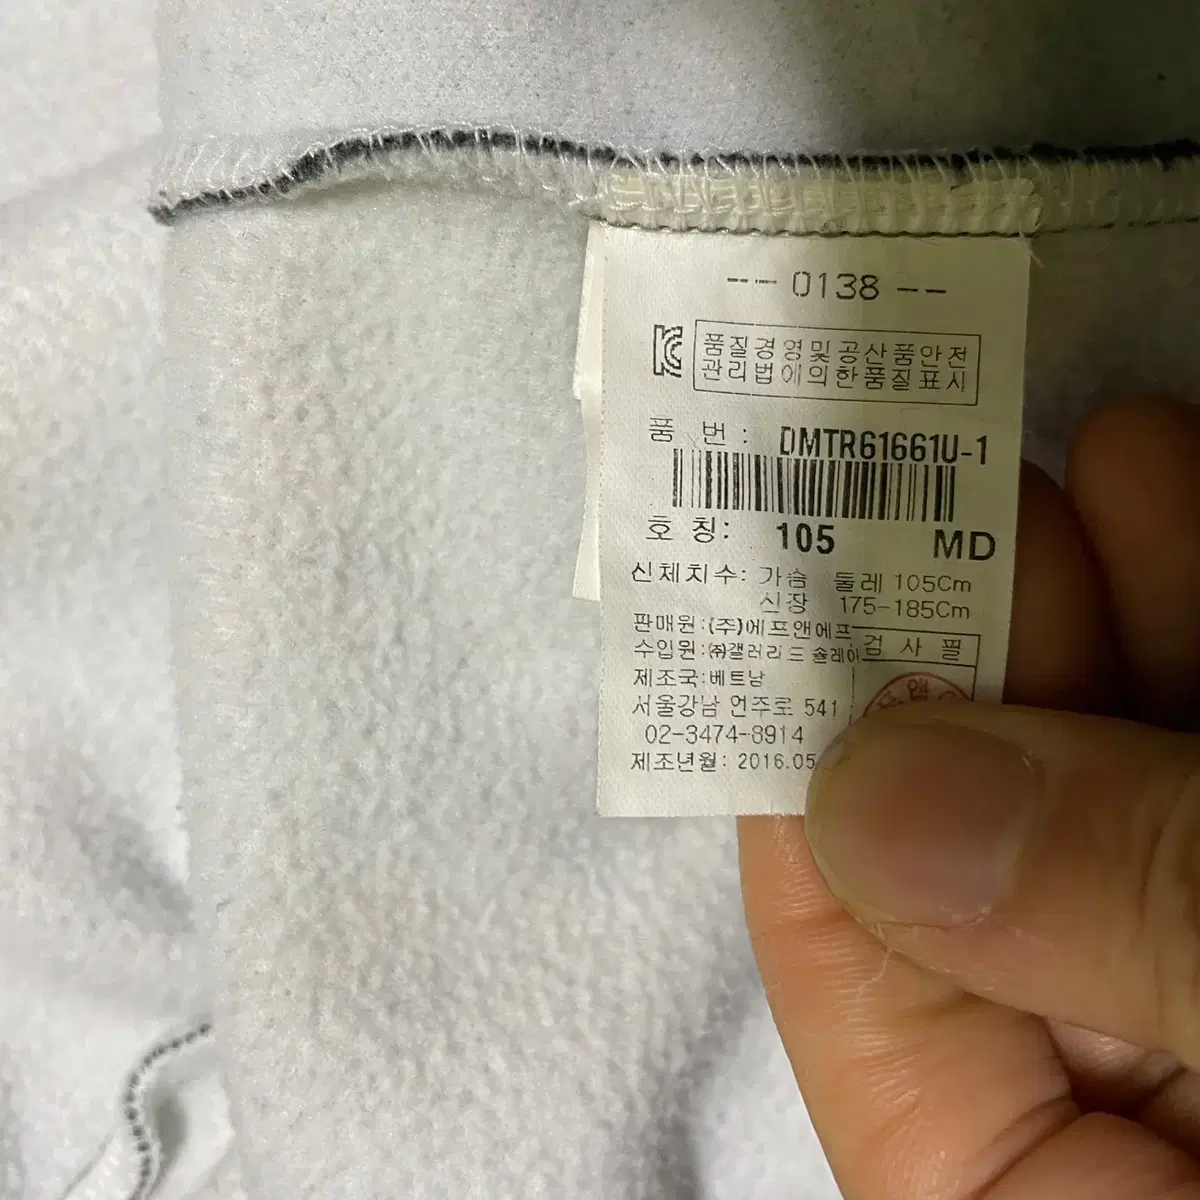 -- 0138 --
품질경영및공산품안전
관리법에의한품질표시
품 번 : DMTR61661U-1
호 칭: 105 MD
신체치수: 가슴 둘레 105Cm
신장 175-185Cm
판매원:(주)에프앤에프
수입원:㈜갤러리드 숄레이
검 사 필
제조국:베트남
서울강남 언주로 541
02-3474-8914
제조년월: 2016.05